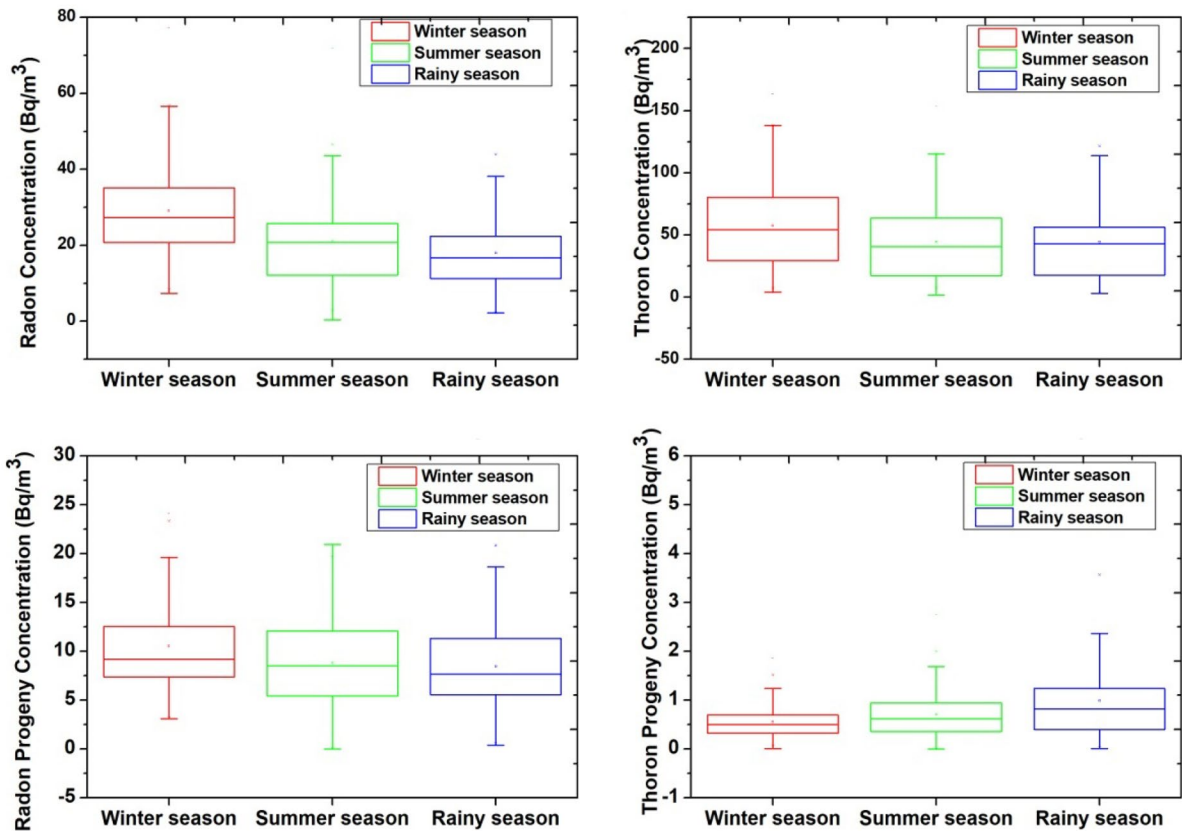 Radon Concentration (Bq/m³)
80
60
40
20
0
Winter season
Summer season
Rainy season
Winter season Summer season Rainy season
Thoron Concentration (Bq/m³)
225
150
75
50
0
-50
Winter season
Summer season
Rainy season
Winter season Summer season Rainy season
Radon Progeny Concentration (Bq/m³)
30
25
20
15
10
5
0
-5
Winter season
Summer season
Rainy season
Winter season Summer season Rainy season
Thoron Progeny Concentration (Bq/m³)
6
5
4
3
2
1
0
-1
Winter season
Summer season
Rainy season
Winter season Summer season Rainy season